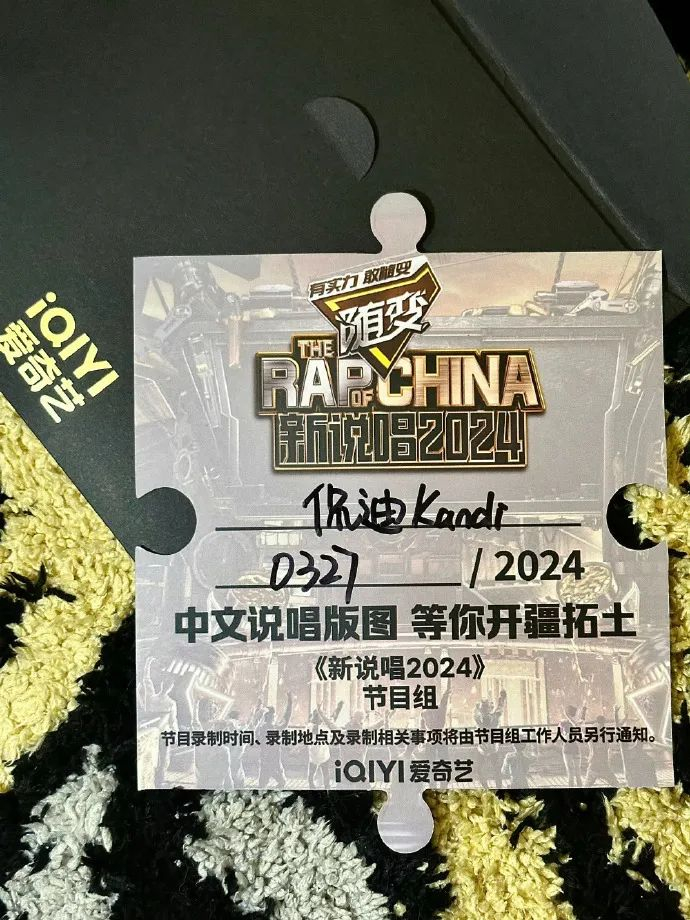 iQIYI
爱奇艺
有实力 敢随变
随变
THE
RAP OF CHINA
新说唱2024
侃迪Kandi
0327 / 2024
中文说唱版图 等你开疆拓土
《新说唱2024》
节目组
节目录制时间、录制地点及录制相关事项将由节目组工作人员另行通知。
iQIYI 爱奇艺